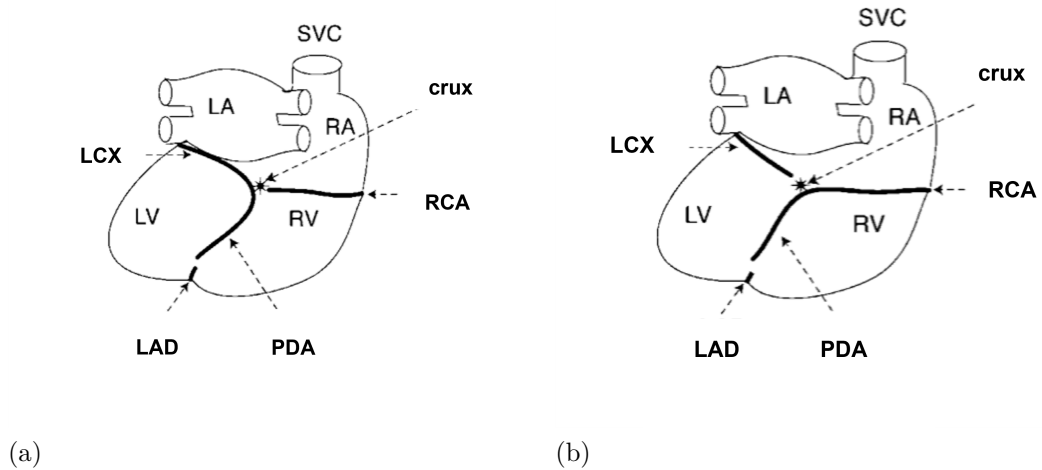 SVC
crux
LA
RA
LCX
RCA
LV
RV
LAD
PDA
(a)
SVC
crux
LA
RA
LCX
RCA
LV
RV
LAD
PDA
(b)